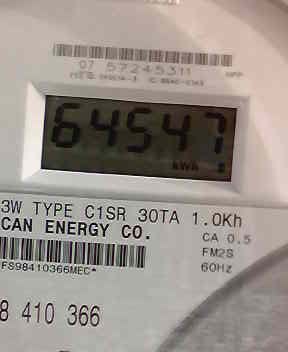 07 57245311
64547
kWh
3W TYPE C1SR 30TA 1.0Kh
CAN ENERGY CO.
CA 0.5
FM2S
60Hz
FS98410366MEC*
8 410 366